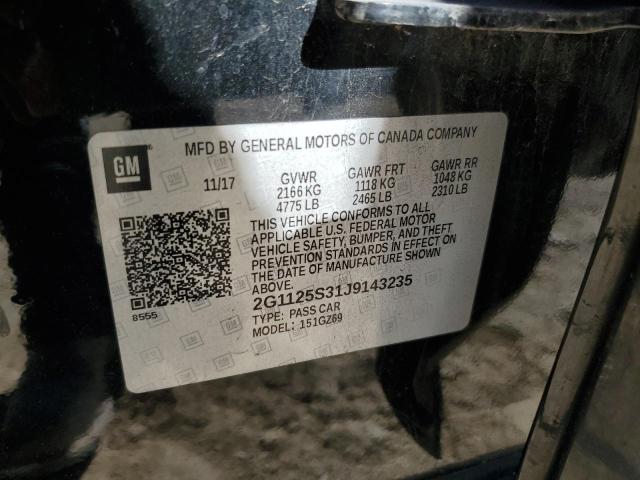 GM
MFD BY GENERAL MOTORS OF CANADA COMPANY
11/17
GVWR
2166 KG
4775 LB
GAWR FRT
1118 KG
2465 LB
GAWR RR
1048 KG
2310 LB
THIS VEHICLE CONFORMS TO ALL
APPLICABLE U.S. FEDERAL MOTOR
VEHICLE SAFETY, BUMPER, AND THEFT
PREVENTION STANDARDS IN EFFECT ON
THE DATE OF MANUFACTURE SHOWN
ABOVE.
2G1125S31J9143235
TYPE: PASS CAR
MODEL: 151GZ69
8555